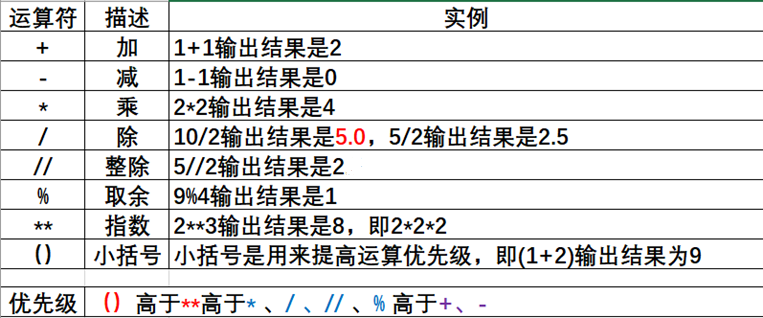 运算符 描述 实例
+ 加 1+1输出结果是2
- 减 1-1输出结果是0
* 乘 2*2输出结果是4
/ 除 10/2输出结果是5.0，5/2输出结果是2.5
// 整除 5//2输出结果是2
% 取余 9%4输出结果是1
** 指数 2**3输出结果是8，即2*2*2
() 小括号 小括号是用来提高运算优先级，即(1+2)输出结果为9
优先级 () 高于**高于* 、/ 、// 、% 高于+、-